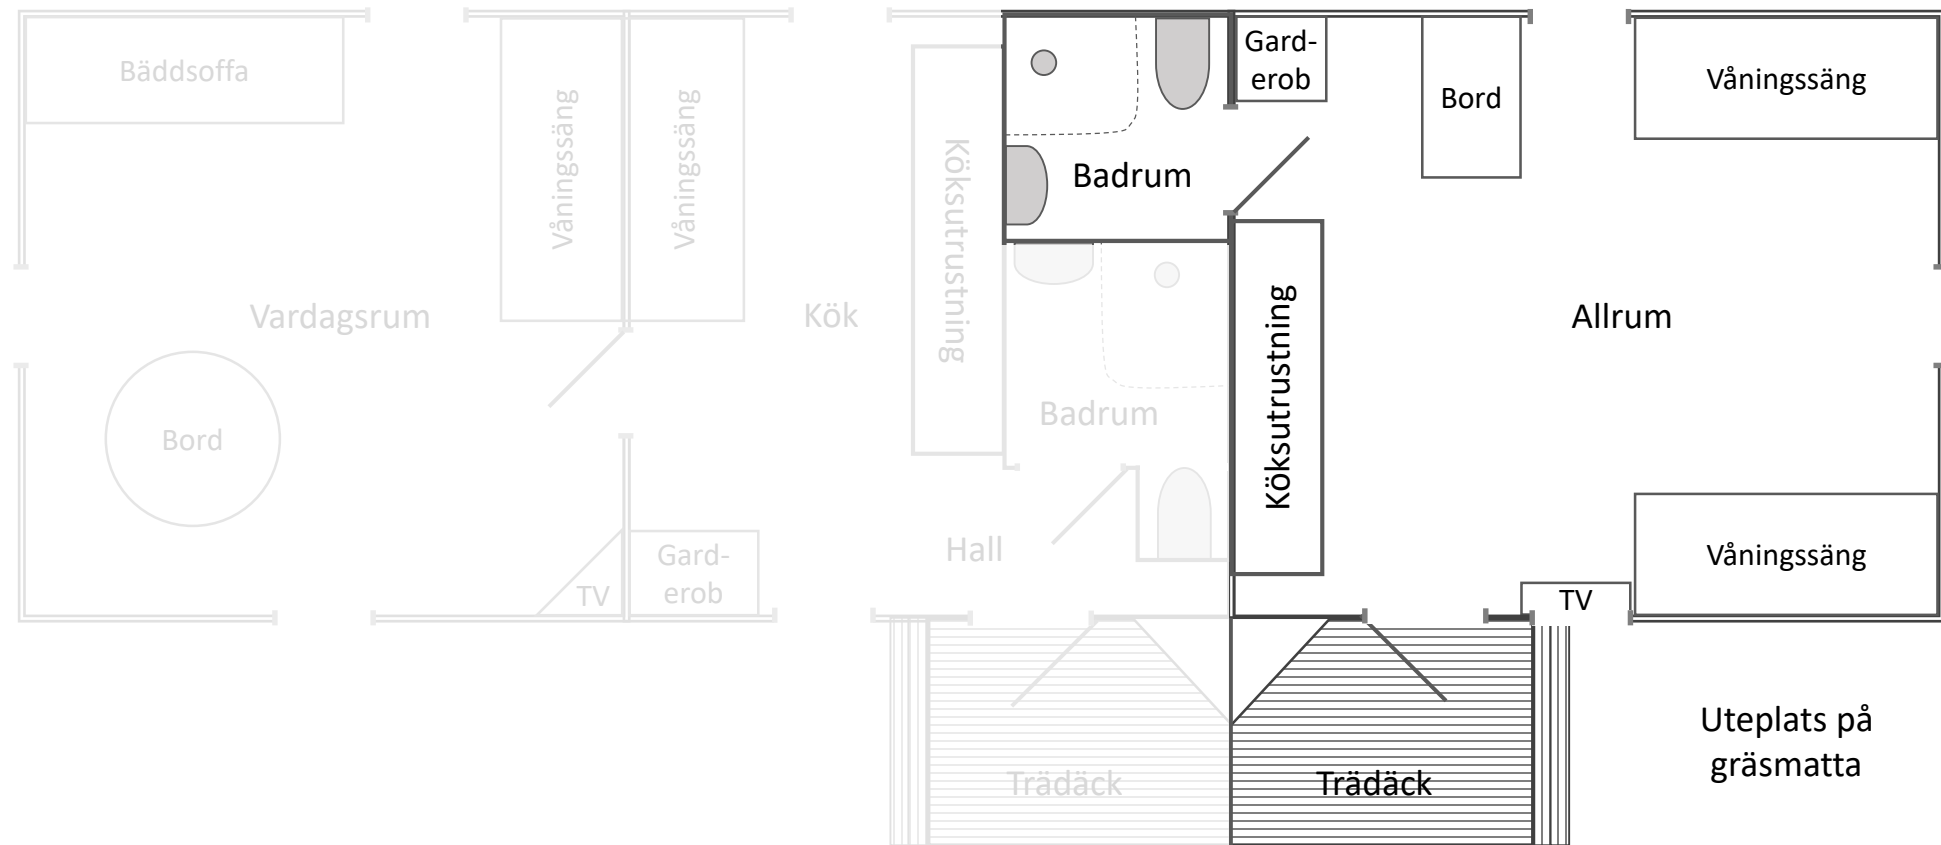 Bäddsoffa
Våningssäng
Våningssäng
Vardagsrum
Bord
TV
Kök
Köksutrustning
Gard-
erob
Hall
Badrum
Trädäck
Badrum
Gard-
erob
Bord
Våningssäng
Köksutrustning
Allrum
Våningssäng
TV
Trädäck
Uteplats på
gräsmatta